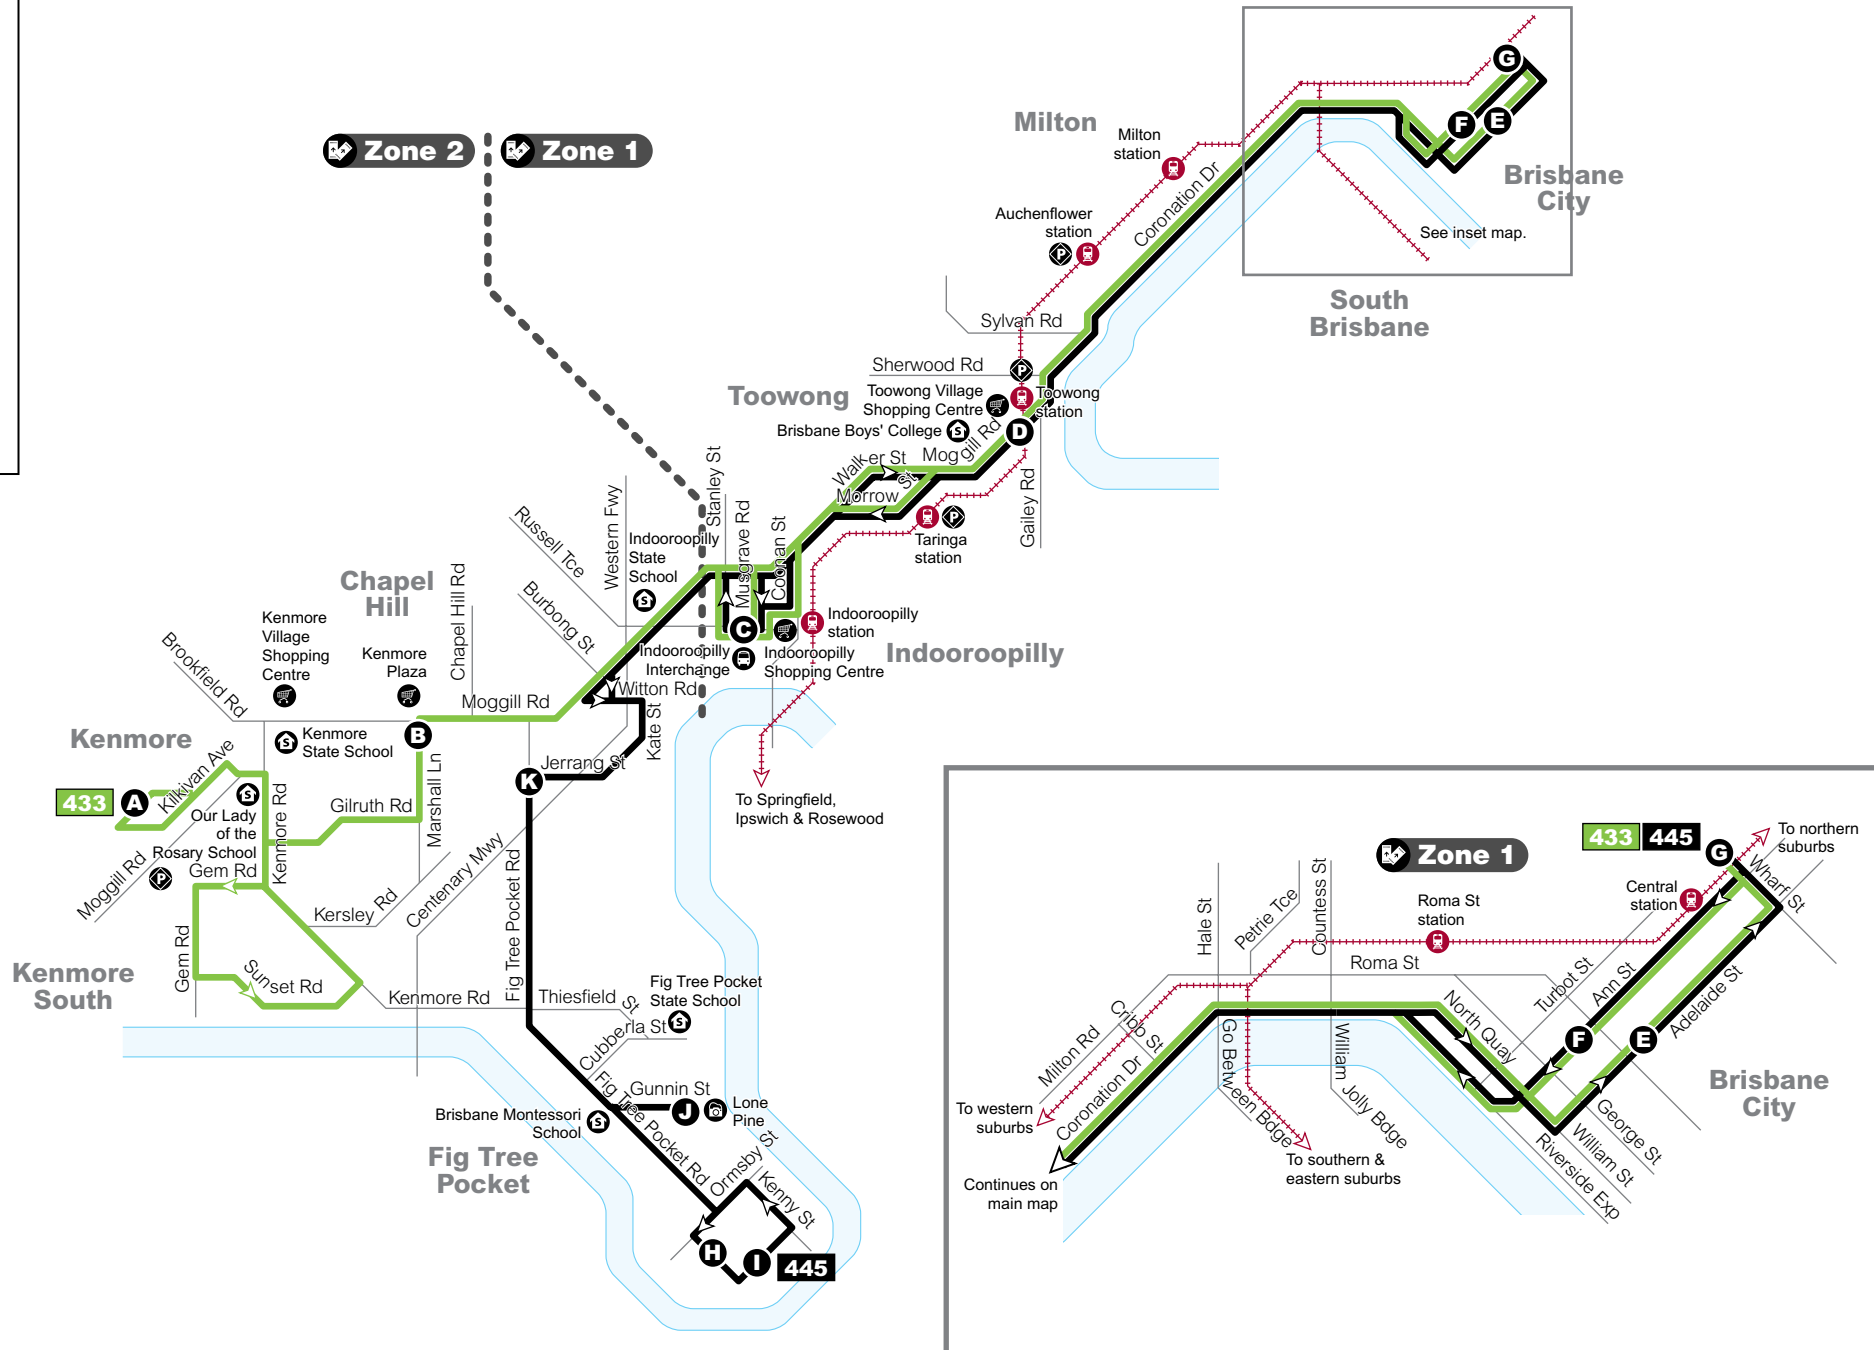 Zone 2
Zone 1
Milton
Milton
station
Auchenflower
station
P
Coronation Dr
G
F
E
Brisbane
City
See inset map.
South
Brisbane
Sylvan Rd
Sherwood Rd
P
Toowong
Toowong Village
Shopping Centre
Toowong
station
Brisbane Boys' College
S
D
Moggill Rd
Walker St
Morrow St
Gailey Rd
P
Taringa
station
Stanley St
Musgrave Rd
Coonan St
Western Fwy
Russell Tce
Burbong St
Indooroopilly
State
School
S
C
Indooroopilly
Interchange
Indooroopilly
Shopping Centre
Indooroopilly
station
Indooroopilly
Chapel
Hill
Chapel Hill Rd
Kenmore
Village
Shopping
Centre
Kenmore
Plaza
Brookfield Rd
Moggill Rd
Witton Rd
Kate St
Kenmore
S
Kenmore
State School
B
Jerrang St
K
To Springfield,
Ipswich & Rosewood
433
A
Kilkivan Ave
S
Our Lady
of the
Rosary School
Kenmore Rd
Gilruth Rd
Marshall Ln
Moggill Rd
P
Gem Rd
Kersley Rd
Centenary Mwy
Fig Tree Pocket Rd
Kenmore
South
Gem Rd
Sunset Rd
Kenmore Rd
Thiesfield St
Fig Tree Pocket
State School
S
Cubberla St
Gunnin St
J
Lone
Pine
Brisbane Montessori
School
S
Fig Tree Pocket Rd
Fig Tree
Pocket
Ormsby St
Kenny St
H
I
445
Zone 1
433
445
G
To northern
suburbs
Wharf St
Central
station
Roma St
station
Hale St
Petrie Tce
Countess St
Roma St
Turbot St
Ann St
Adelaide St
North Quay
F
E
Cribb St
Milton Rd
Coronation Dr
Go Between Bdge
William Jolly Bdge
To western
suburbs
To southern &
eastern suburbs
Continues on
main map
George St
William St
Riverside Exp
Brisbane
City